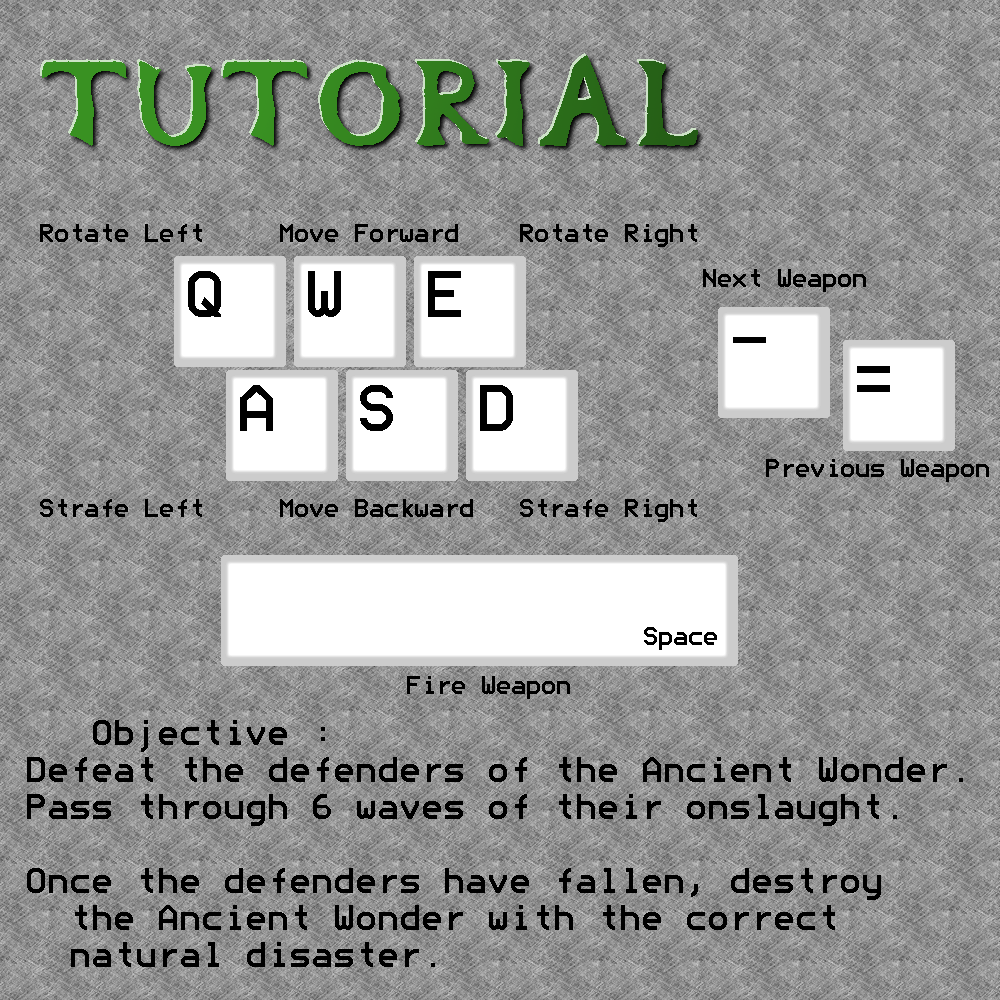 TUTORIAL
Rotate Left Move Forward Rotate Right
Next Weapon
Q W E
- =
A S D
Previous Weapon
Strafe Left Move Backward Strafe Right
Space
Fire Weapon
Objective :
Defeat the defenders of the Ancient Wonder.
Pass through 6 waves of their onslaught.
Once the defenders have fallen, destroy
the Ancient Wonder with the correct
natural disaster.